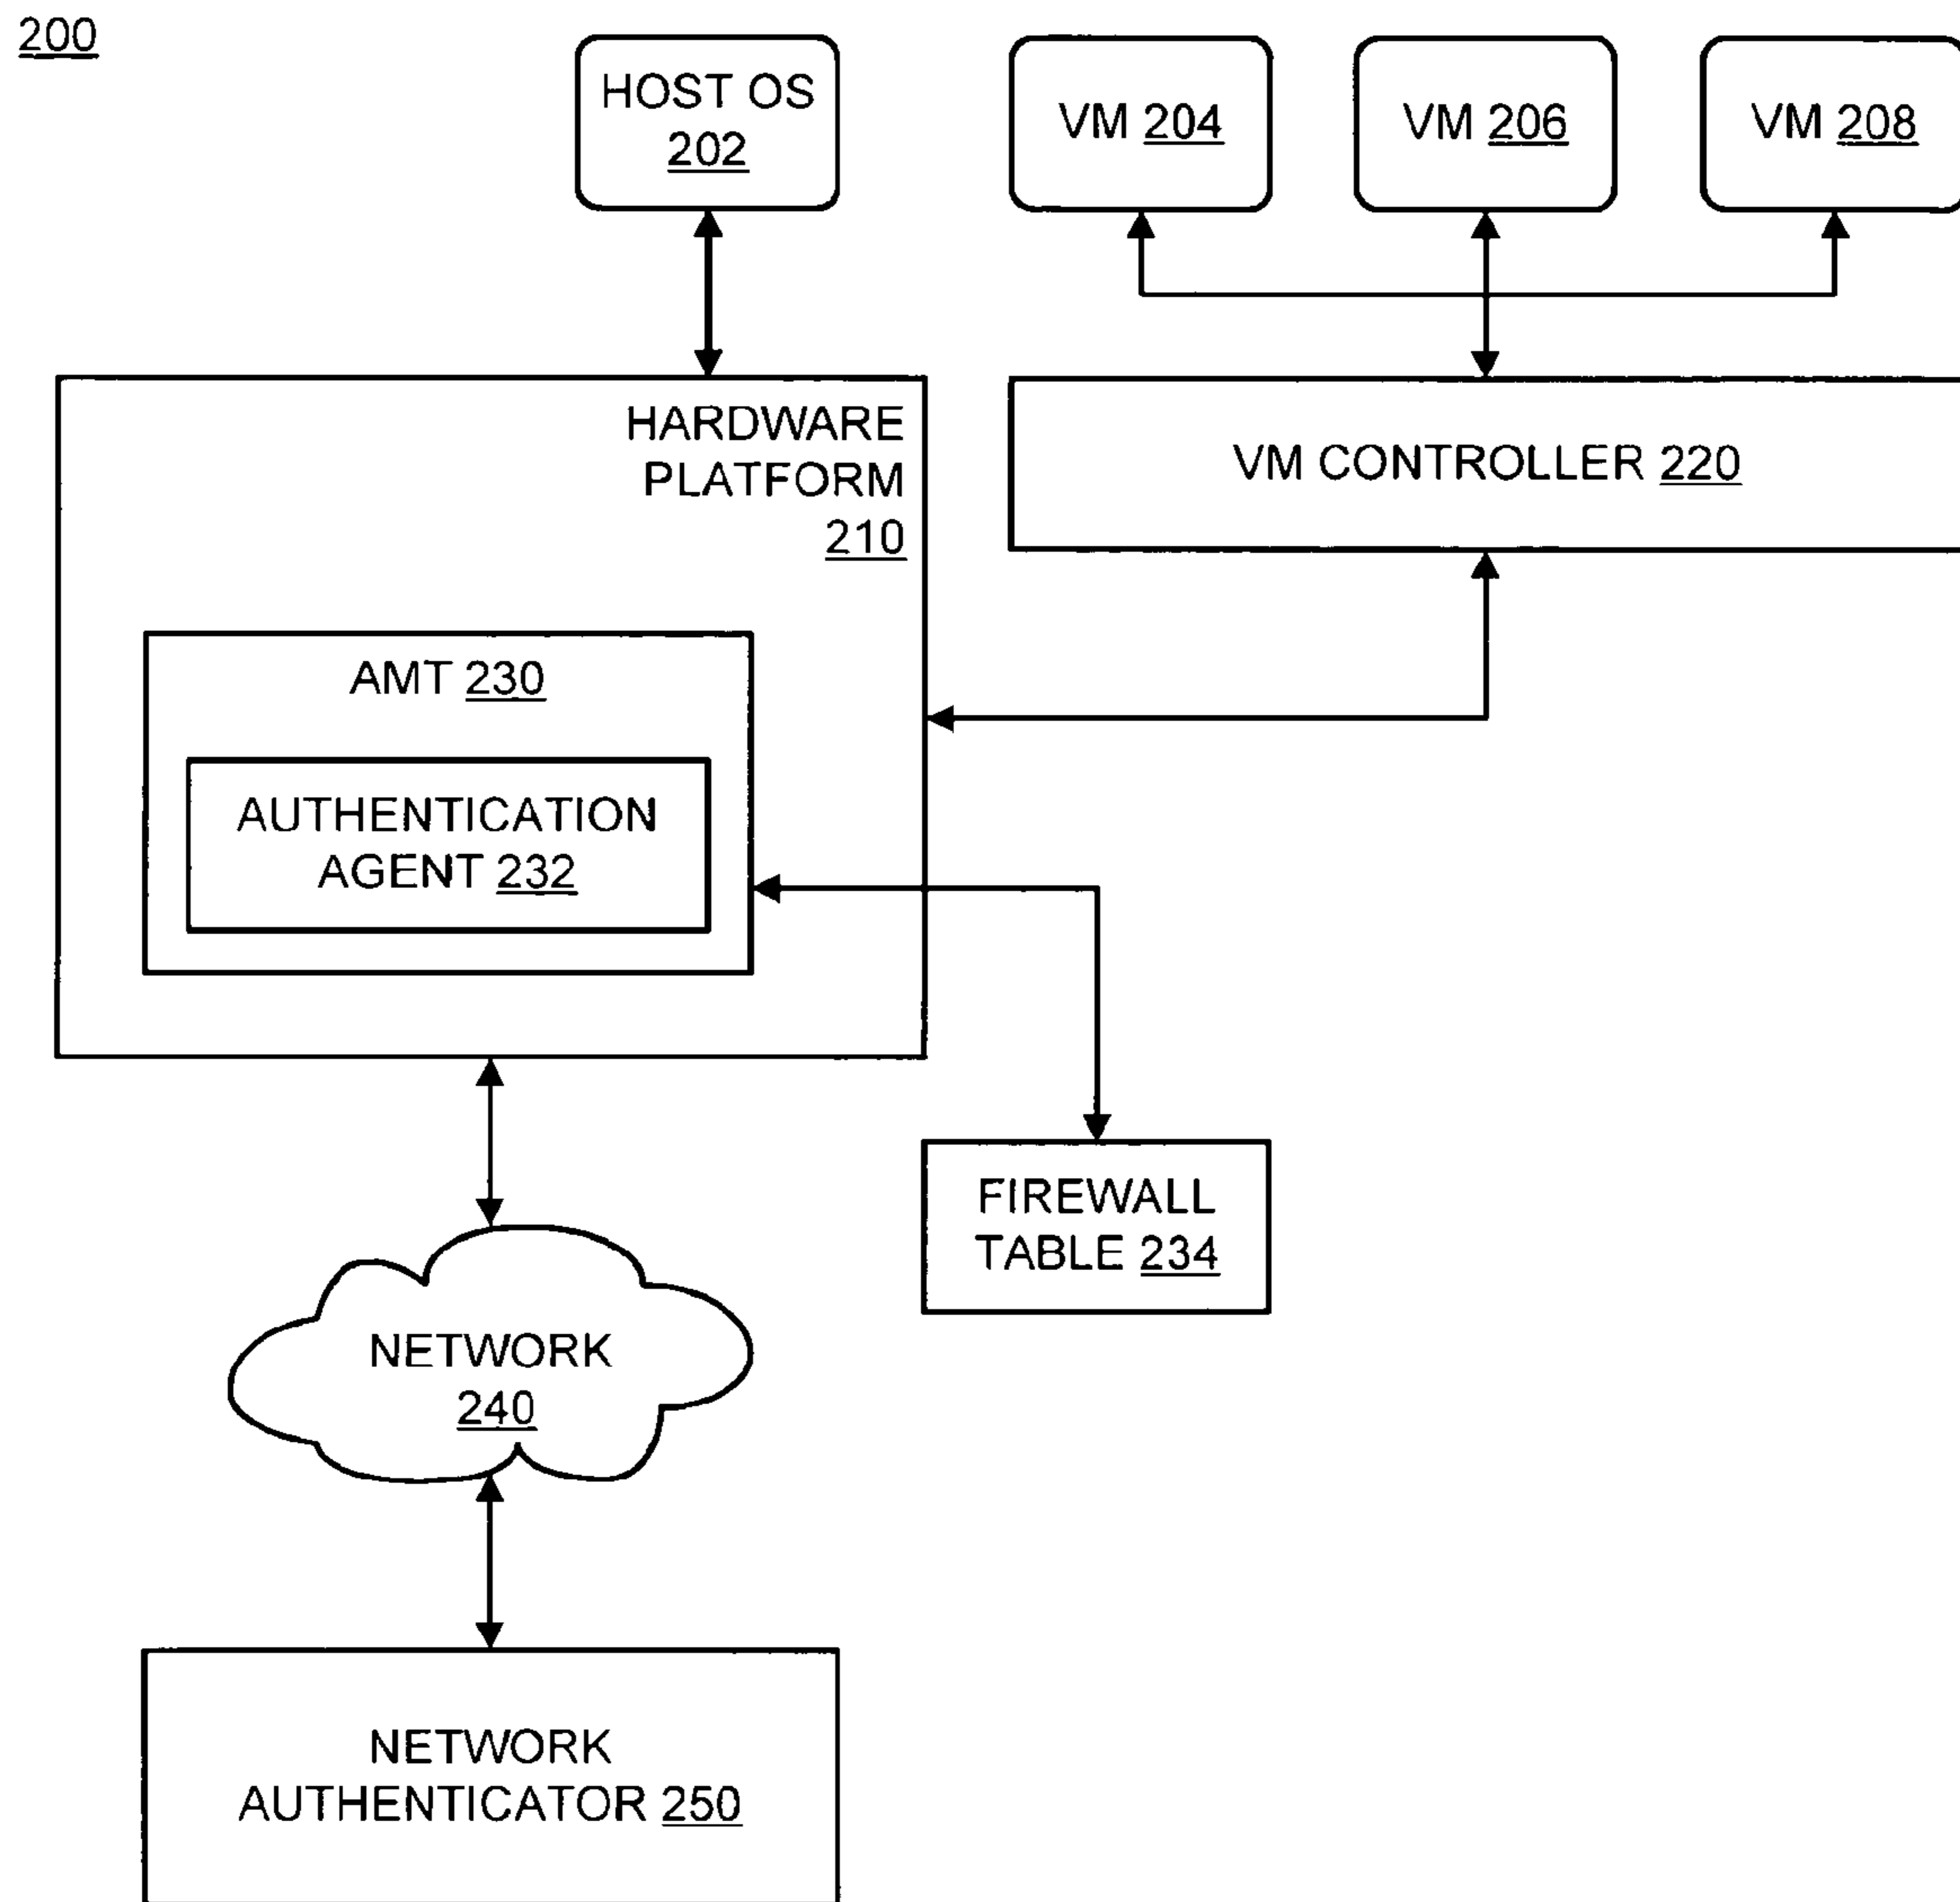 200
HOST OS
202
VM 204
VM 206
VM 208
HARDWARE
PLATFORM
210
VM CONTROLLER 220
AMT 230
AUTHENTICATION
AGENT 232
FIREWALL
TABLE 234
NETWORK
240
NETWORK
AUTHENTICATOR 250